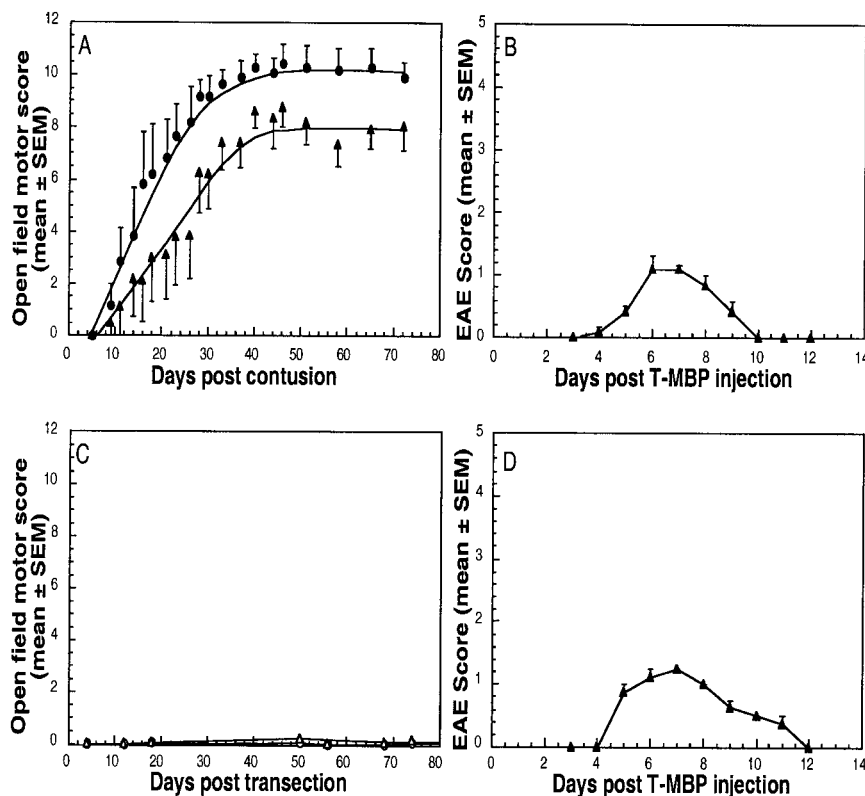 A
Open field motor score
(mean ± SEM)
12
10
8
6
4
2
0
0 10 20 30 40 50 60 70 80
Days post contusion
B
EAE Score (mean ± SEM)
5
4
3
2
1
0
0 2 4 6 8 10 12 14
Days post T-MBP injection
C
Open field motor score
(mean ± SEM)
12
10
8
6
4
2
0
0 10 20 30 40 50 60 70 80
Days post transection
D
EAE Score (mean ± SEM)
5
4
3
2
1
0
0 2 4 6 8 10 12 14
Days post T-MBP injection